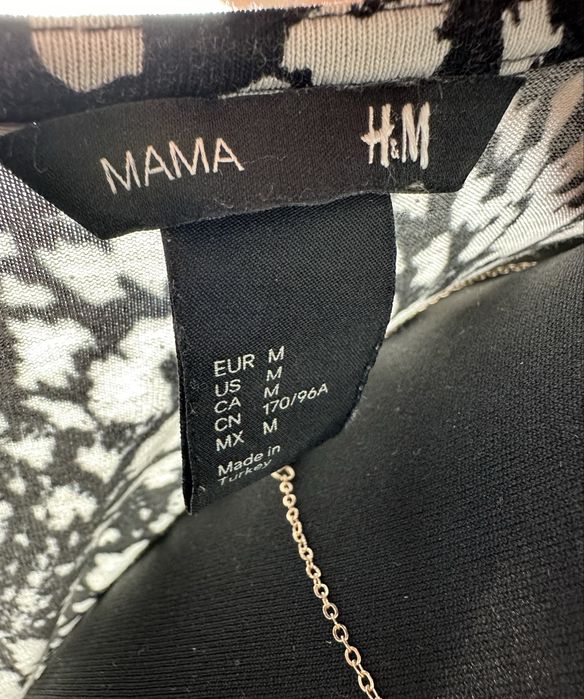 MAMA H&M
EUR M
US M
CA M
CN 170/96A
MX M
Made in
Turkey